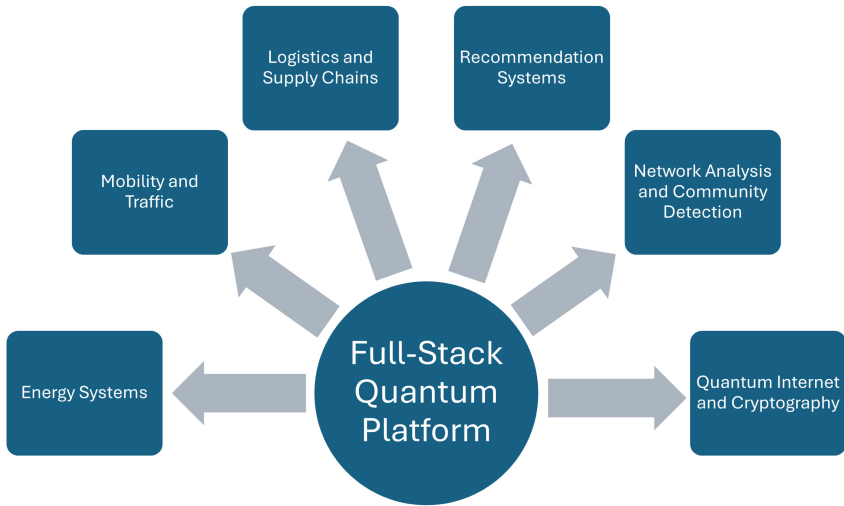 Logistics and
Supply Chains
Recommendation
Systems
Mobility and
Traffic
Network Analysis
and Community
Detection
Energy Systems
Full-Stack
Quantum
Platform
Quantum Internet
and Cryptography